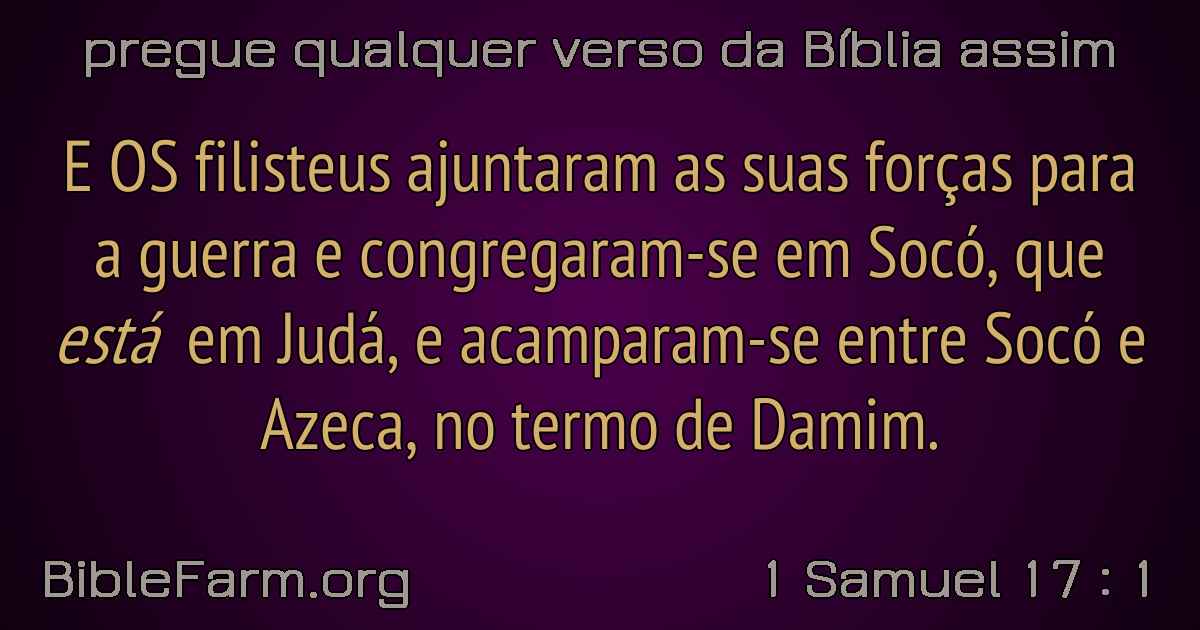 pregue qualquer verso da Bíblia assim
E OS filisteus ajuntaram as suas forças para
a guerra e congregaram-se em Socó, que
está em Judá, e acamparam-se entre Socó e
Azeca, no termo de Damim.
BibleFarm.org
1 Samuel 17 : 1